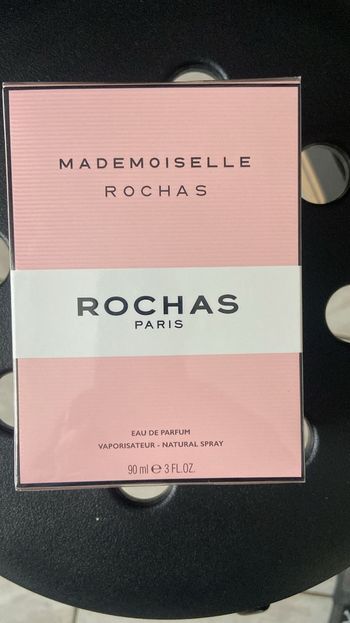 MADEMOISELLE
ROCHAS
ROCHAS
PARIS
EAU DE PARFUM
VAPORISATEUR - NATURAL SPRAY
90 ml ℮ 3 FL.OZ.